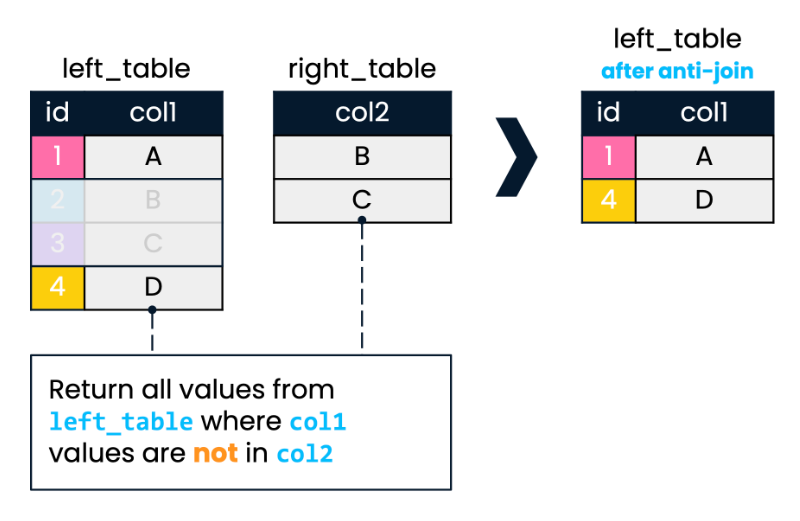 left_table
after anti-join
left_table right_table
id col1
col2
id col1
1 A
B
1 A
2 B
C
4 D
3 C
4 D
Return all values from
left_table where col1
values are not in col2